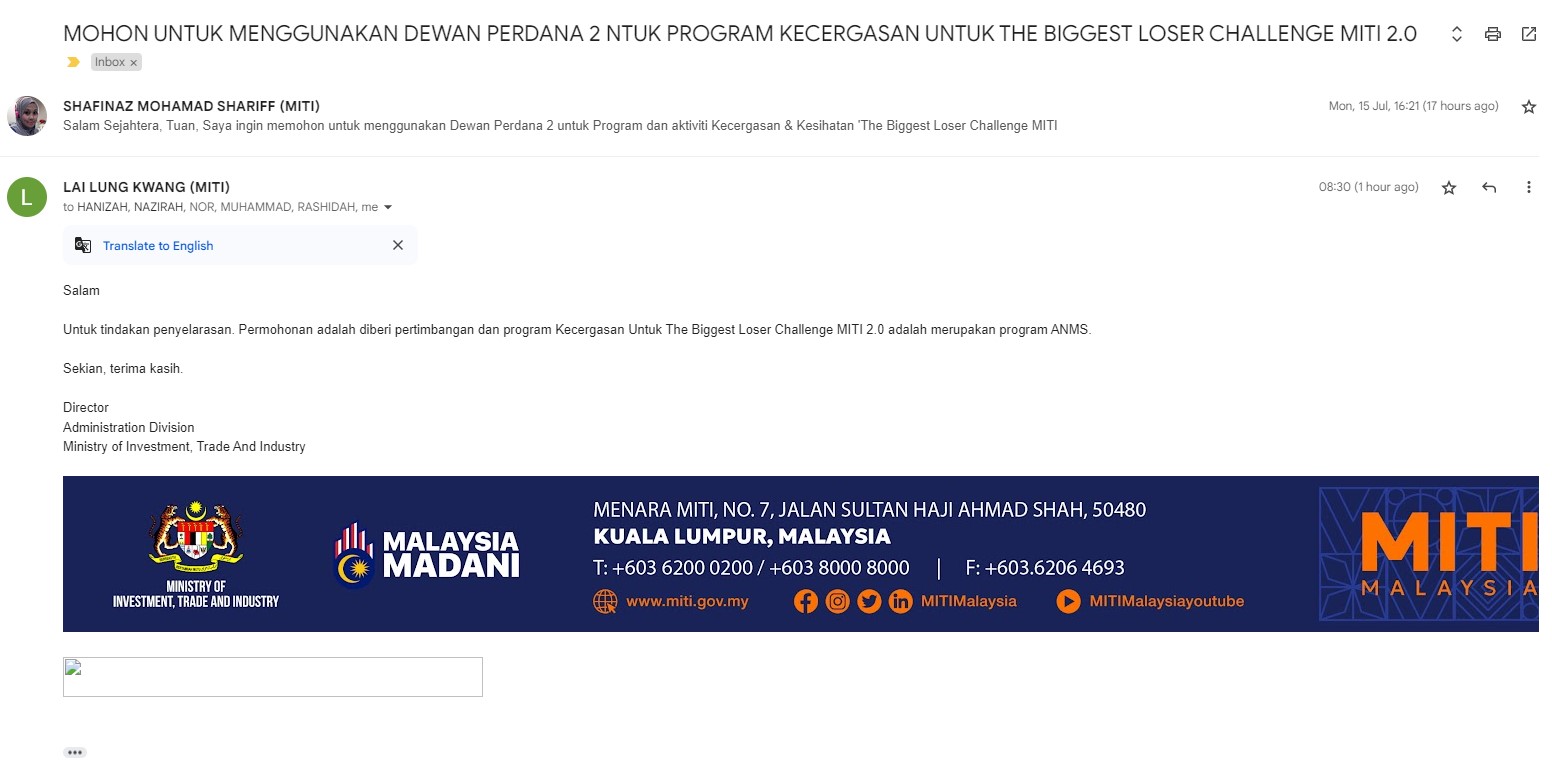 MOHON UNTUK MENGGUNAKAN DEWAN PERDANA 2 NTUK PROGRAM KECERGASAN UNTUK THE BIGGEST LOSER CHALLENGE MITI 2.0
Inbox ×
SHAFINAZ MOHAMAD SHARIFF (MITI)
Mon, 15 Jul, 16:21 (17 hours ago)
Salam Sejahtera, Tuan, Saya ingin memohon untuk menggunakan Dewan Perdana 2 untuk Program dan aktiviti Kecergasan & Kesihatan 'The Biggest Loser Challenge MITI
L
LAI LUNG KWANG (MITI)
08:30 (1 hour ago)
to HANIZAH, NAZIRAH, NOR, MUHAMMAD, RASHIDAH, me
Translate to English
Salam
Untuk tindakan penyelarasan. Permohonan adalah diberi pertimbangan dan program Kecergasan Untuk The Biggest Loser Challenge MITI 2.0 adalah merupakan program ANMS.
Sekian, terima kasih.
Director
Administration Division
Ministry of Investment, Trade And Industry
MINISTRY OF
INVESTMENT, TRADE AND INDUSTRY
MALAYSIA
MADANI
MENARA MITI, NO. 7, JALAN SULTAN HAJI AHMAD SHAH, 50480
KUALA LUMPUR, MALAYSIA
T: +603 6200 0200 / +603 8000 8000 | F: +603.6206 4693
www.miti.gov.my MITIMalaysia MITIMalaysiayoutube
MITI
MALAYSIA